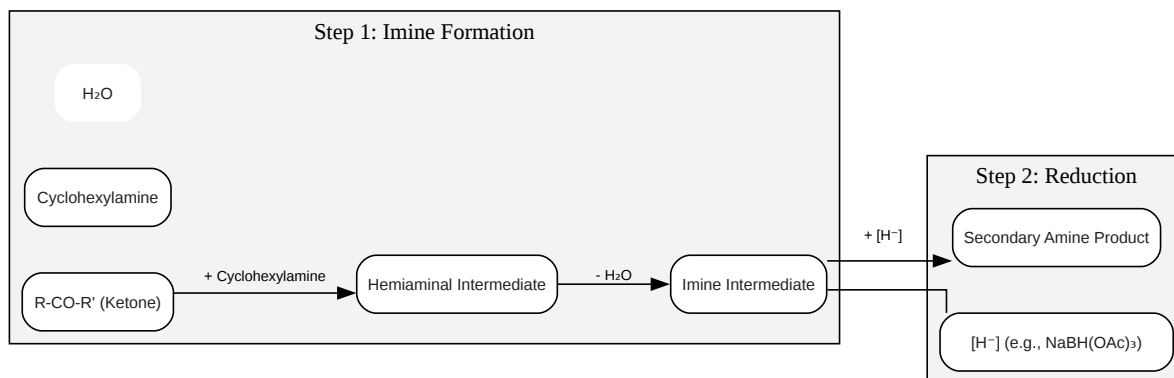 Step 1: Imine Formation
H₂O
Cyclohexylamine
R-CO-R' (Ketone)
+ Cyclohexylamine
Hemiaminal Intermediate
- H₂O
Imine Intermediate
+ [H⁻]
Step 2: Reduction
Secondary Amine Product
[H⁻] (e.g., NaBH(OAc)₃)